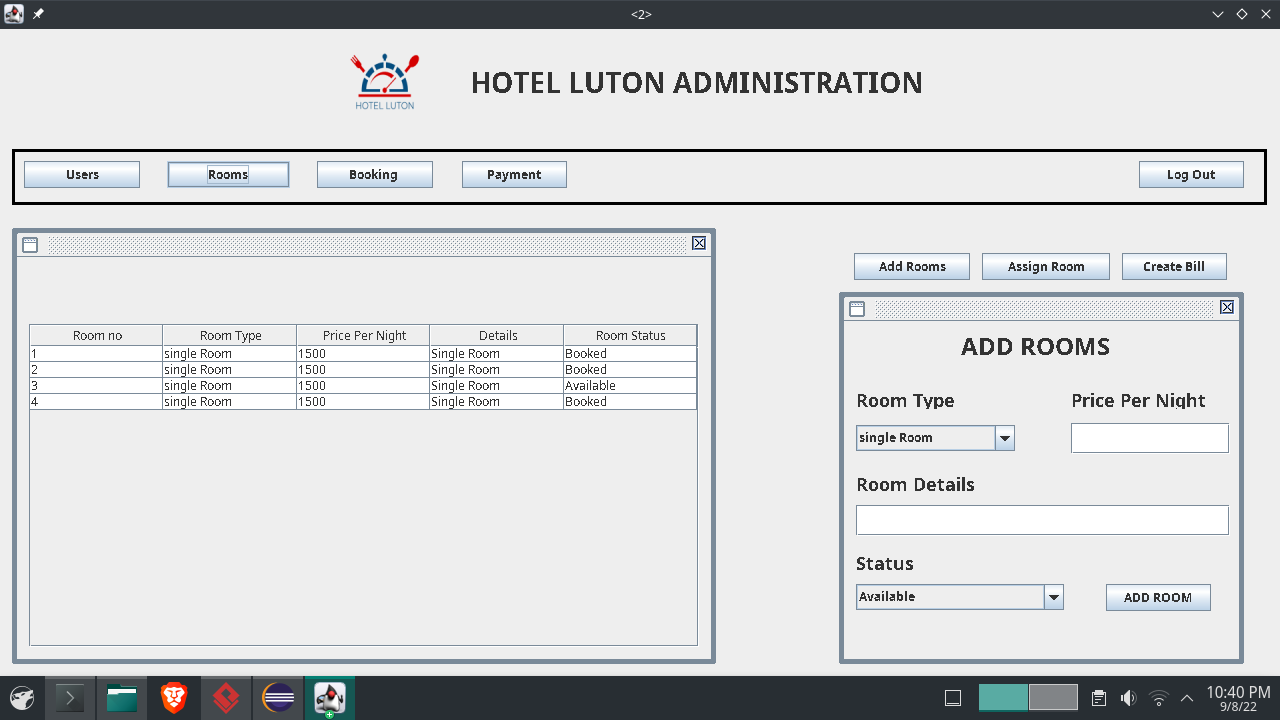 <2>
HOTEL LUTON
HOTEL LUTON ADMINISTRATION
Users Rooms Booking Payment Log Out
Add Rooms Assign Room Create Bill
Room no Room Type Price Per Night Details Room Status
1 single Room 1500 Single Room Booked
2 single Room 1500 Single Room Booked
3 single Room 1500 Single Room Available
4 single Room 1500 Single Room Booked
ADD ROOMS
Room Type Price Per Night
single Room
Room Details
Status
Available ADD ROOM
10:40 PM
9/8/22